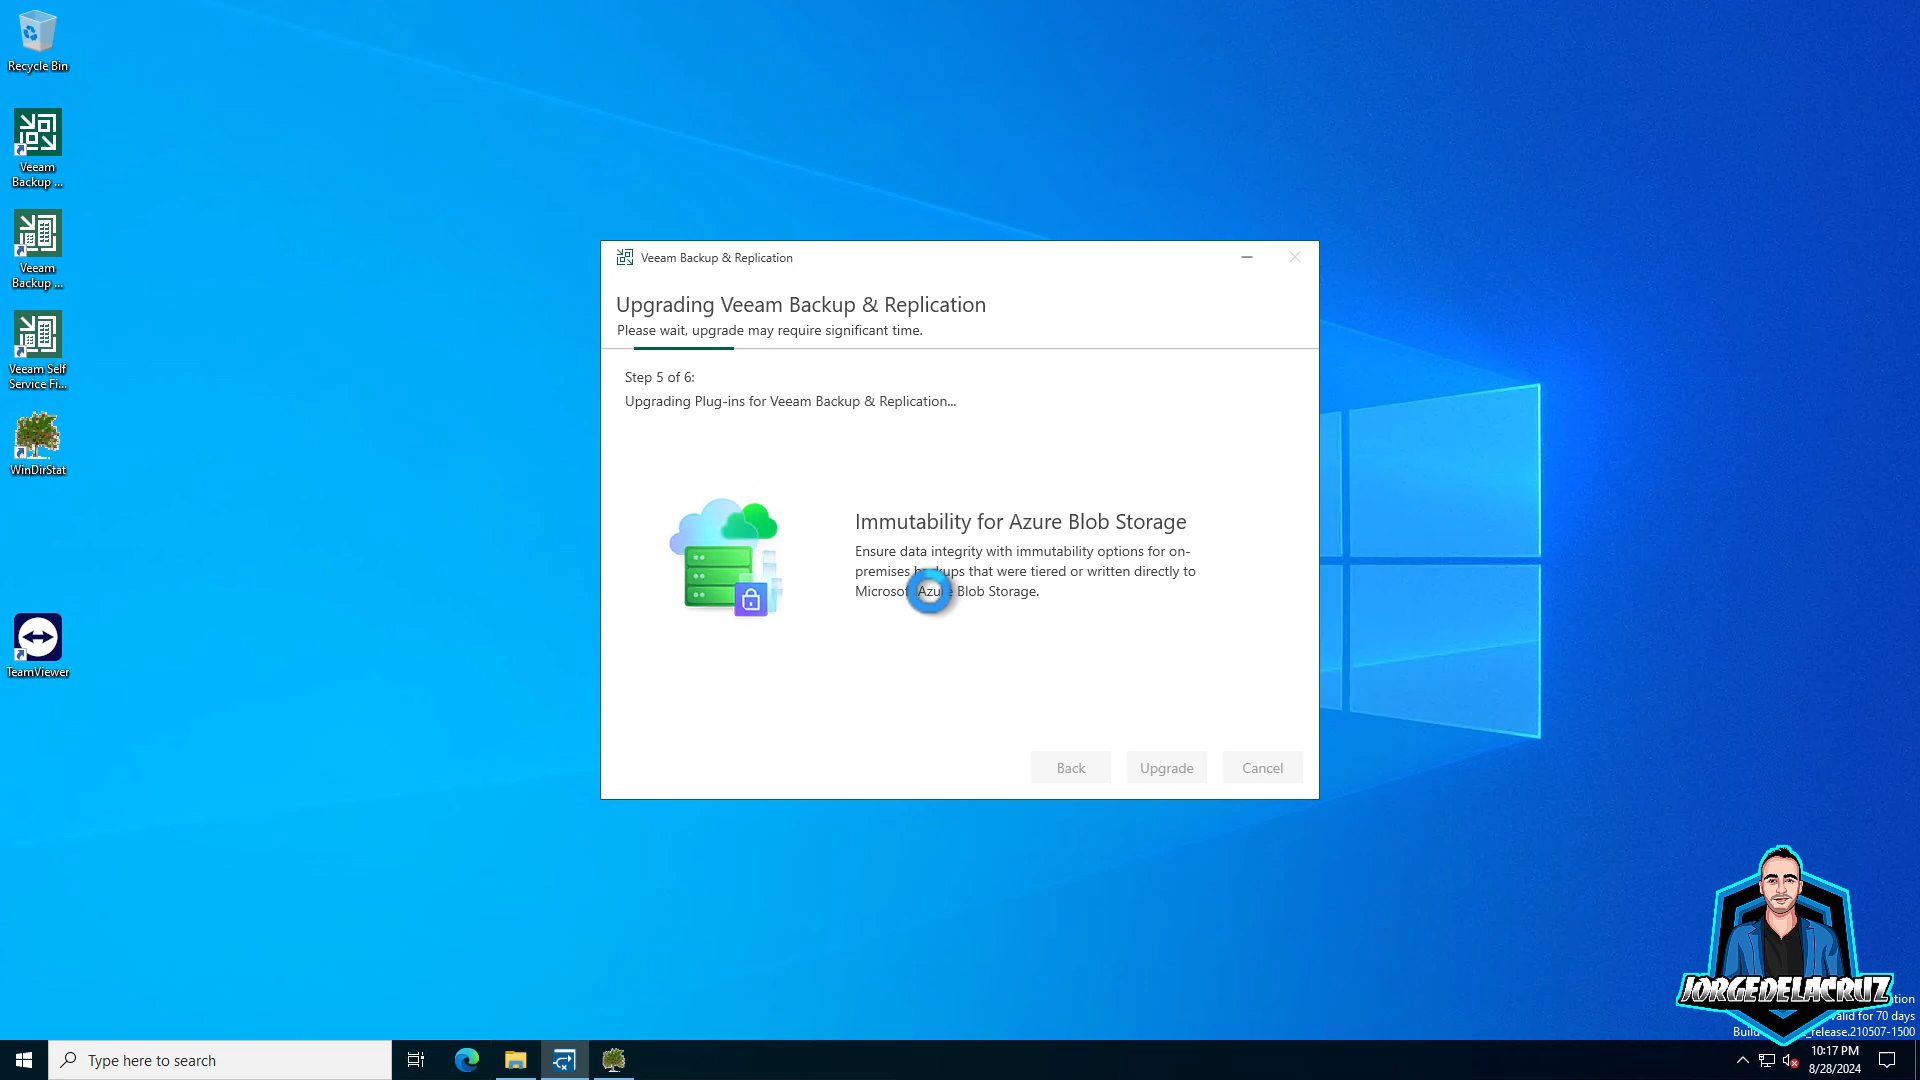 Recycle Bin
Veeam
Backup ...
Veeam
Backup ...
Veeam Self
Service Fi...
WinDirStat
TeamViewer
Veeam Backup & Replication
Upgrading Veeam Backup & Replication
Please wait, upgrade may require significant time.
Step 5 of 6:
Upgrading Plug-ins for Veeam Backup & Replication...
Immutability for Azure Blob Storage
Ensure data integrity with immutability options for on-
premises backups that were tiered or written directly to
Microsoft Azure Blob Storage.
Back
Upgrade
Cancel
JORGEDELACRUZ
valid for 70 days
Build
_release.210507-1500
Type here to search
10:17 PM
8/28/2024